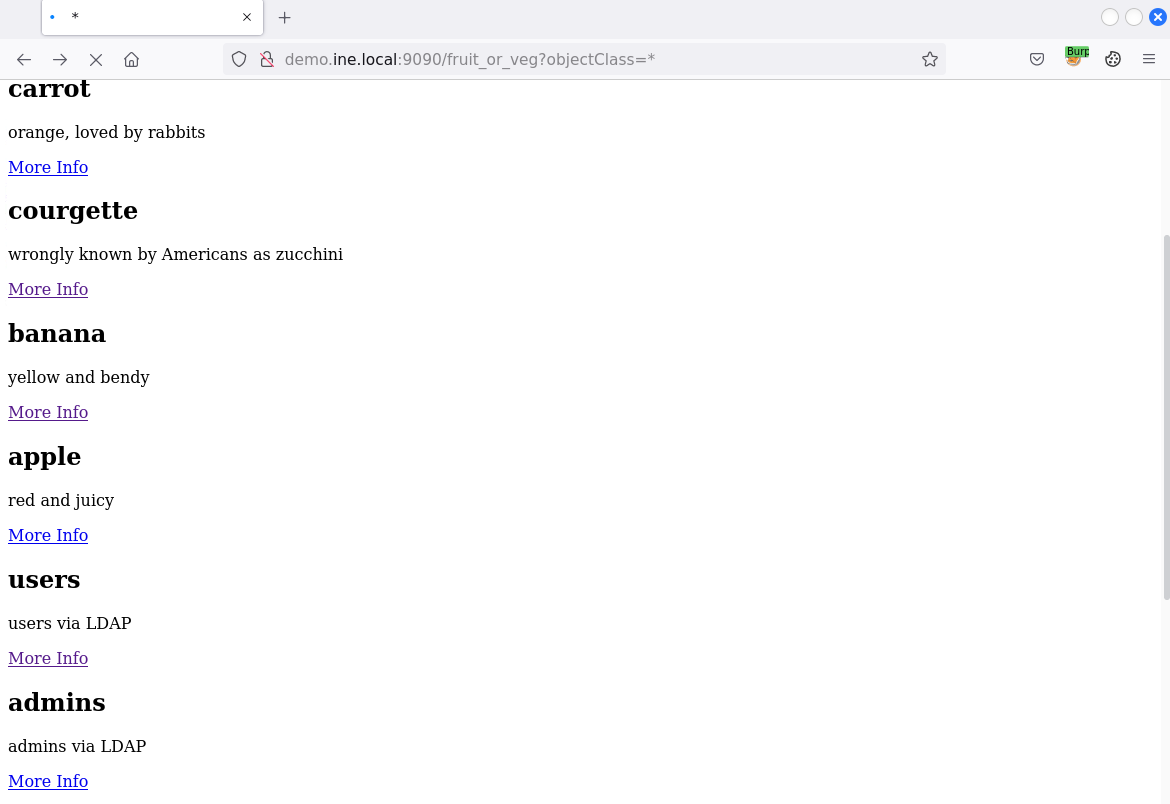 *
demo.ine.local:9090/fruit_or_veg?objectClass=*
Burp
carrot
orange, loved by rabbits
More Info
courgette
wrongly known by Americans as zucchini
More Info
banana
yellow and bendy
More Info
apple
red and juicy
More Info
users
users via LDAP
More Info
admins
admins via LDAP
More Info